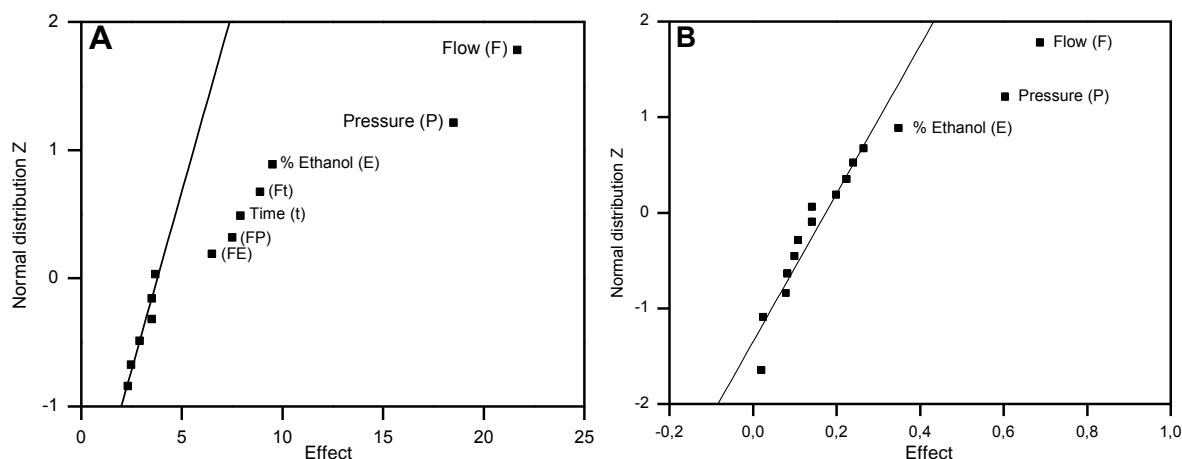 A
2
1
0
-1
0
5
10
15
20
25
Normal distribution Z
Effect
Flow (F)
Pressure (P)
% Ethanol (E)
(Ft)
Time (t)
(FP)
(FE)
B
2
1
0
-1
-2
-0,2
0,0
0,2
0,4
0,6
0,8
1,0
Normal distribution Z
Effect
Flow (F)
Pressure (P)
% Ethanol (E)